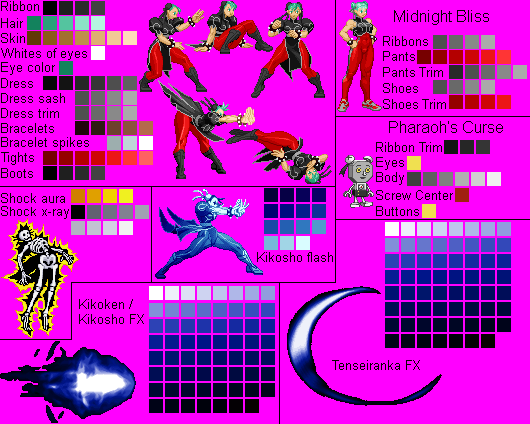 Ribbon
Hair
Skin
Whites of eyes
Eye color
Dress
Dress sash
Dress trim
Bracelets
Bracelet spikes
Tights
Boots
Midnight Bliss
Ribbons
Pants
Pants Trim
Shoes
Shoes Trim
Pharaoh's Curse
Ribbon Trim
Eyes
Body
Screw Center
Buttons
Shock aura
Shock x-ray
Kikosho flash
Kikoken /
Kikosho FX
Tenseiranka FX